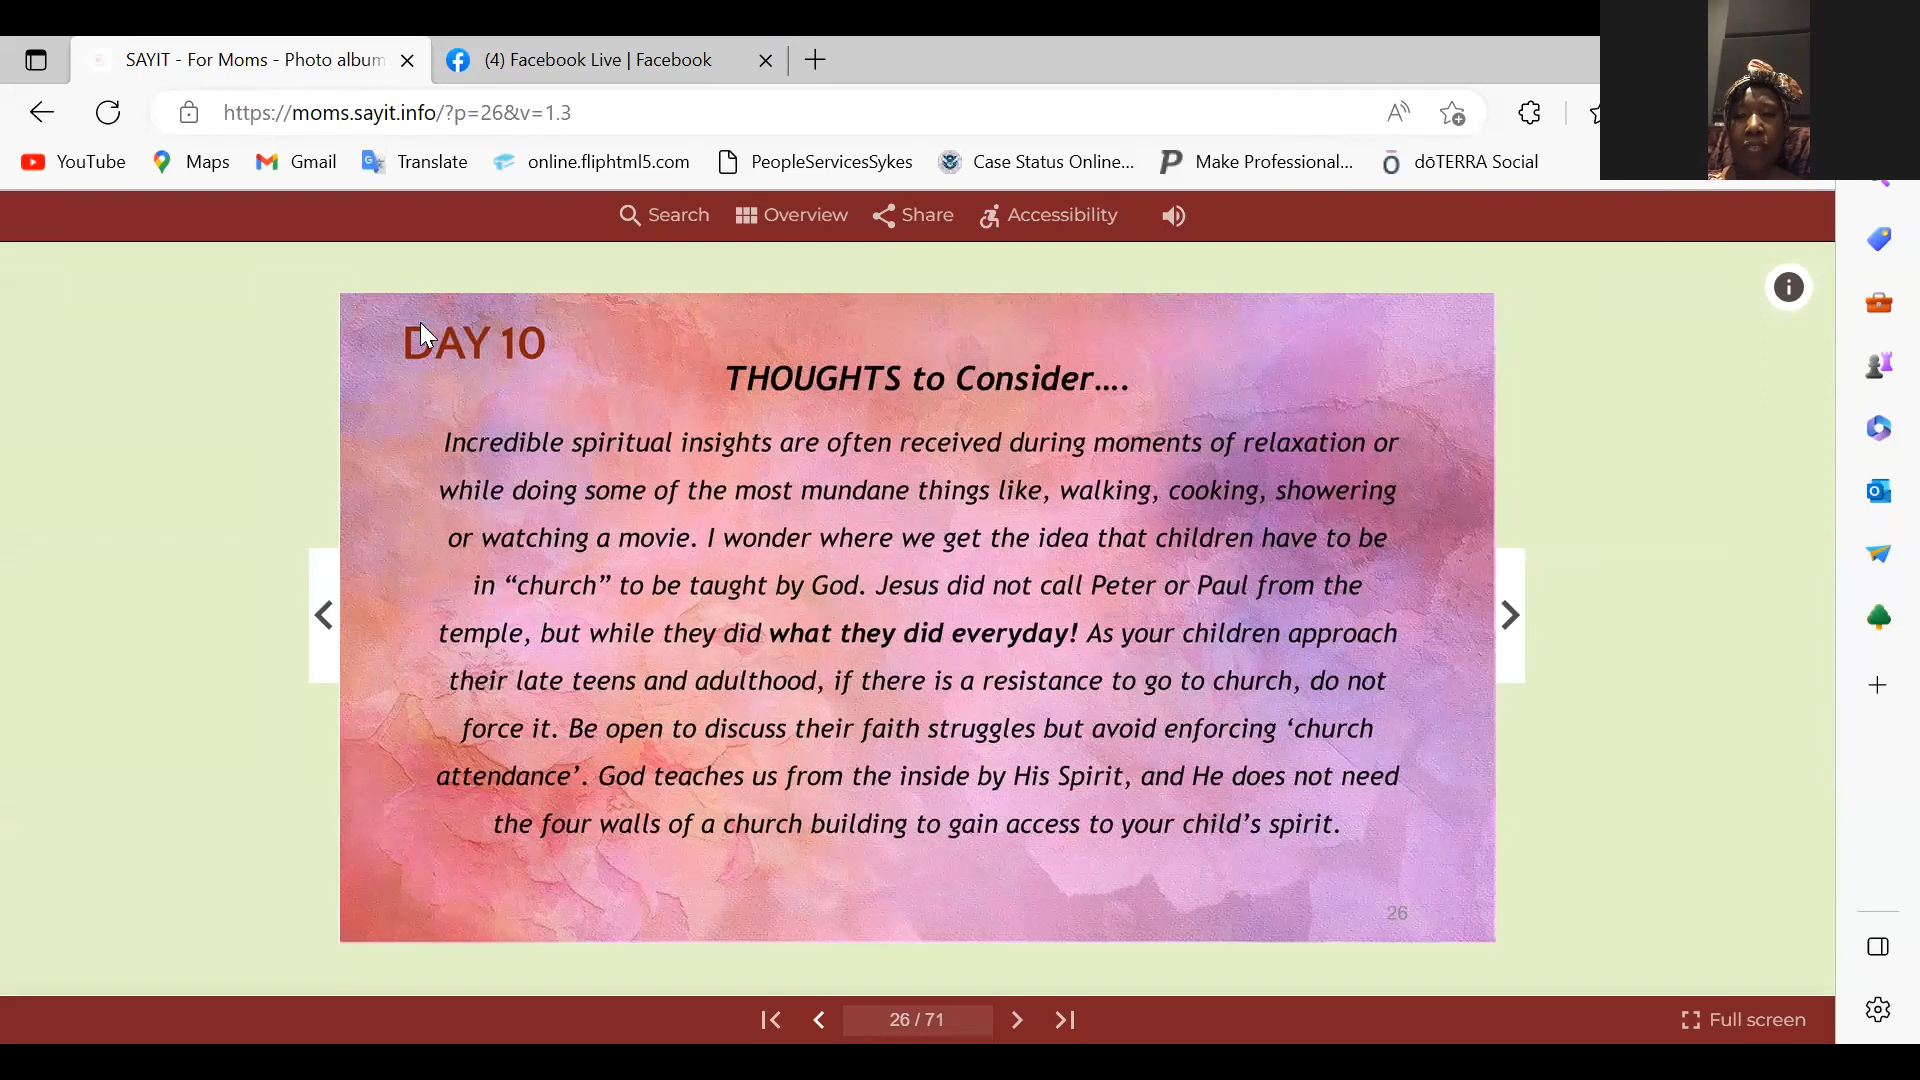 SAYIT - For Moms - Photo album
(4) Facebook Live | Facebook
https://moms.sayit.info/?p=26&v=1.3
YouTube Maps Gmail Translate online.fliphtml5.com PeopleServicesSykes Case Status Online... Make Professional... dōTERRA Social
Search Overview Share Accessibility
DAY 10
THOUGHTS to Consider....
Incredible spiritual insights are often received during moments of relaxation or
while doing some of the most mundane things like, walking, cooking, showering
or watching a movie. I wonder where we get the idea that children have to be
in “church” to be taught by God. Jesus did not call Peter or Paul from the
temple, but while they did what they did everyday! As your children approach
their late teens and adulthood, if there is a resistance to go to church, do not
force it. Be open to discuss their faith struggles but avoid enforcing ‘church
attendance’. God teaches us from the inside by His Spirit, and He does not need
the four walls of a church building to gain access to your child’s spirit.
26
26 / 71
Full screen